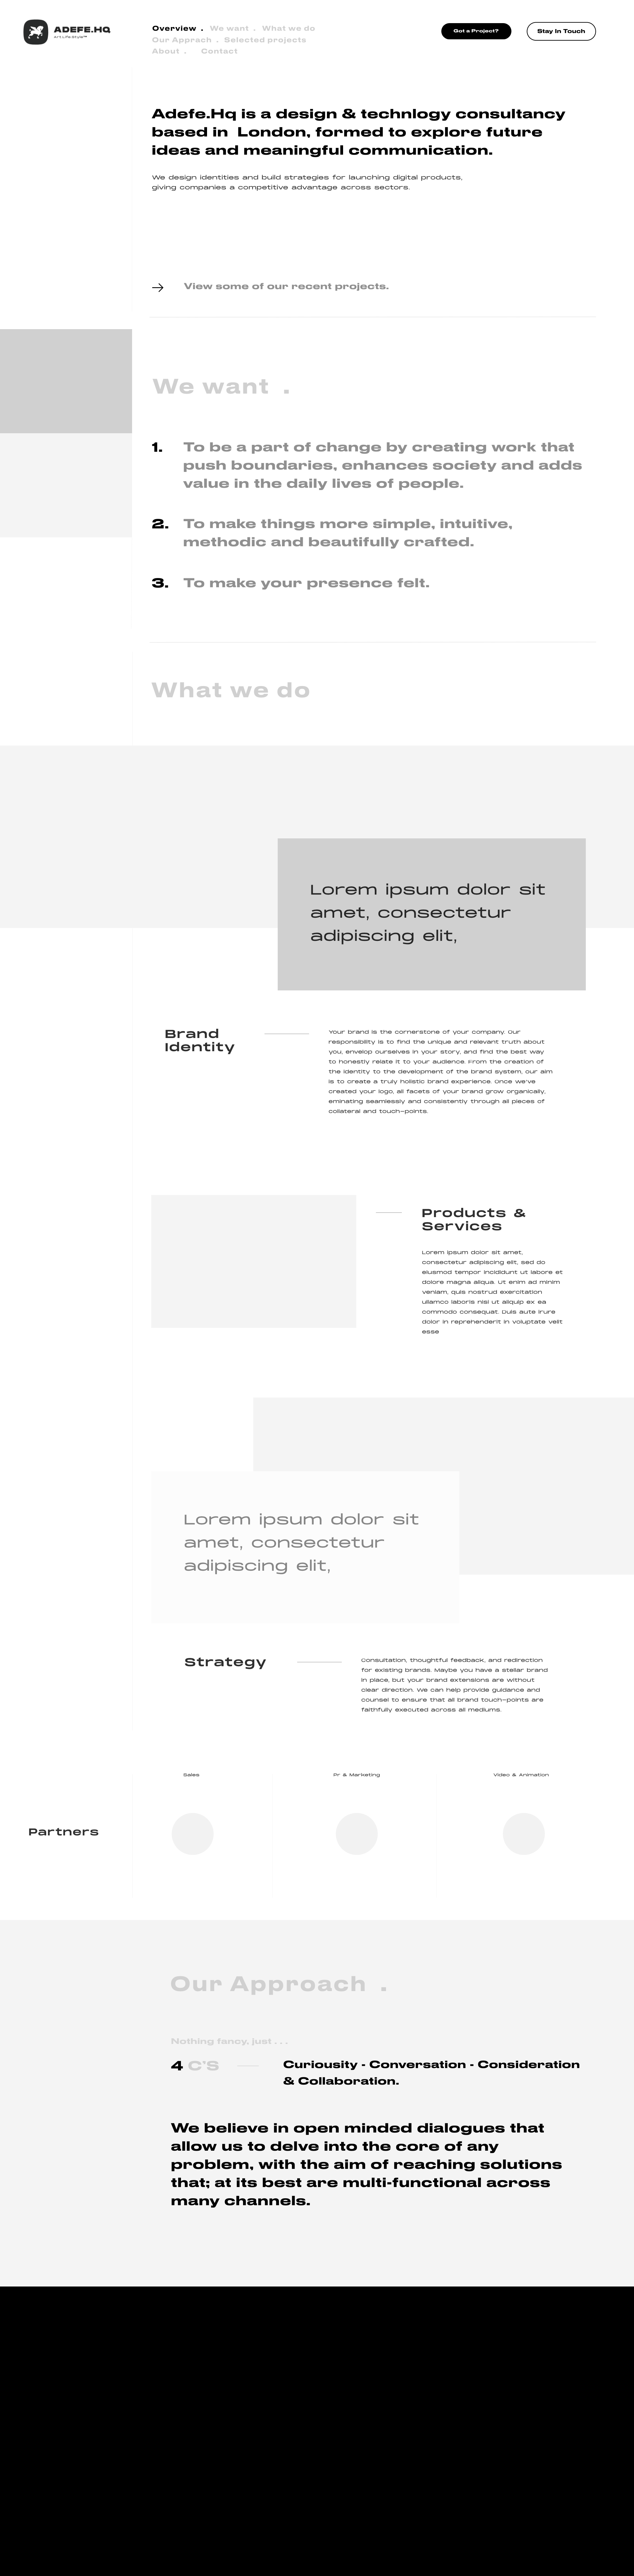 ADEFE.HQ
Art Life Style™
Overview . We want . What we do
Our Apprach . Selected projects
About . Contact
Got a Project?
Stay In Touch
Adefe.Hq is a design & technlogy consultancy
based in London, formed to explore future
ideas and meaningful communication.
We design identities and build strategies for launching digital products,
giving companies a competitive advantage across sectors.
→ View some of our recent projects.
We want .
1. To be a part of change by creating work that
push boundaries, enhances society and adds
value in the daily lives of people.
2. To make things more simple, intuitive,
methodic and beautifully crafted.
3. To make your presence felt.
What we do
Lorem ipsum dolor sit
amet, consectetur
adipiscing elit,
Brand
Identity
Your brand is the cornerstone of your company. Our
responsibility is to find the unique and relevant truth about
you, envelop ourselves in your story, and find the best way
to honestly relate it to your audience. From the creation of
the identity to the development of the brand system, our aim
is to create a truly holistic brand experience. Once we've
created your logo, all facets of your brand grow organically,
eminating seamlessly and consistently through all pieces of
collateral and touch-points.
Products &
Services
Lorem ipsum dolor sit amet,
consectetur adipiscing elit, sed do
eiusmod tempor incididunt ut labore et
dolore magna aliqua. Ut enim ad minim
veniam, quis nostrud exercitation
ullamco laboris nisi ut aliquip ex ea
commodo consequat. Duis aute irure
dolor in reprehenderit in voluptate velit
esse
Lorem ipsum dolor sit
amet, consectetur
adipiscing elit,
Strategy
Consultation, thoughtful feedback, and redirection
for existing brands. Maybe you have a stellar brand
in place, but your brand extensions are without
clear direction. We can help provide guidance and
counsel to ensure that all brand touch-points are
faithfully executed across all mediums.
Sales
Pr & Marketing
Video & Animation
Partners
Our Approach .
Nothing fancy, just . . .
4 C'S
Curiousity - Conversation - Consideration
& Collaboration.
We believe in open minded dialogues that
allow us to delve into the core of any
problem, with the aim of reaching solutions
that; at its best are multi-functional across
many channels.